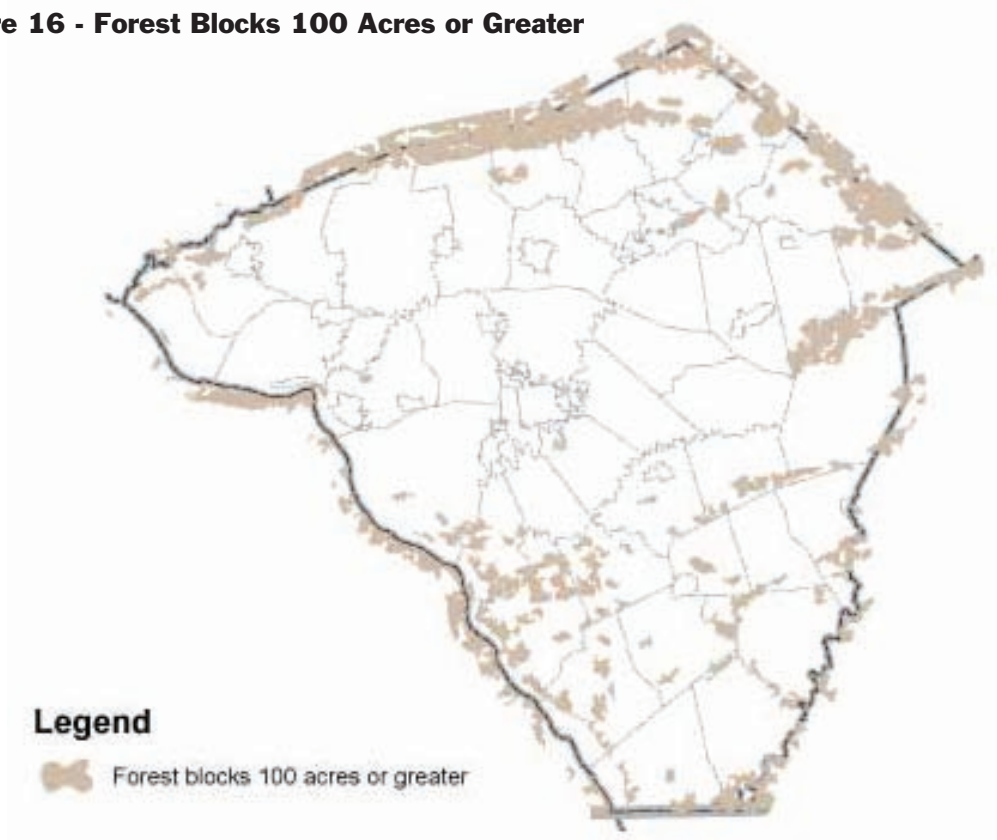 re 16 - Forest Blocks 100 Acres or Greater
Legend
Forest blocks 100 acres or greater